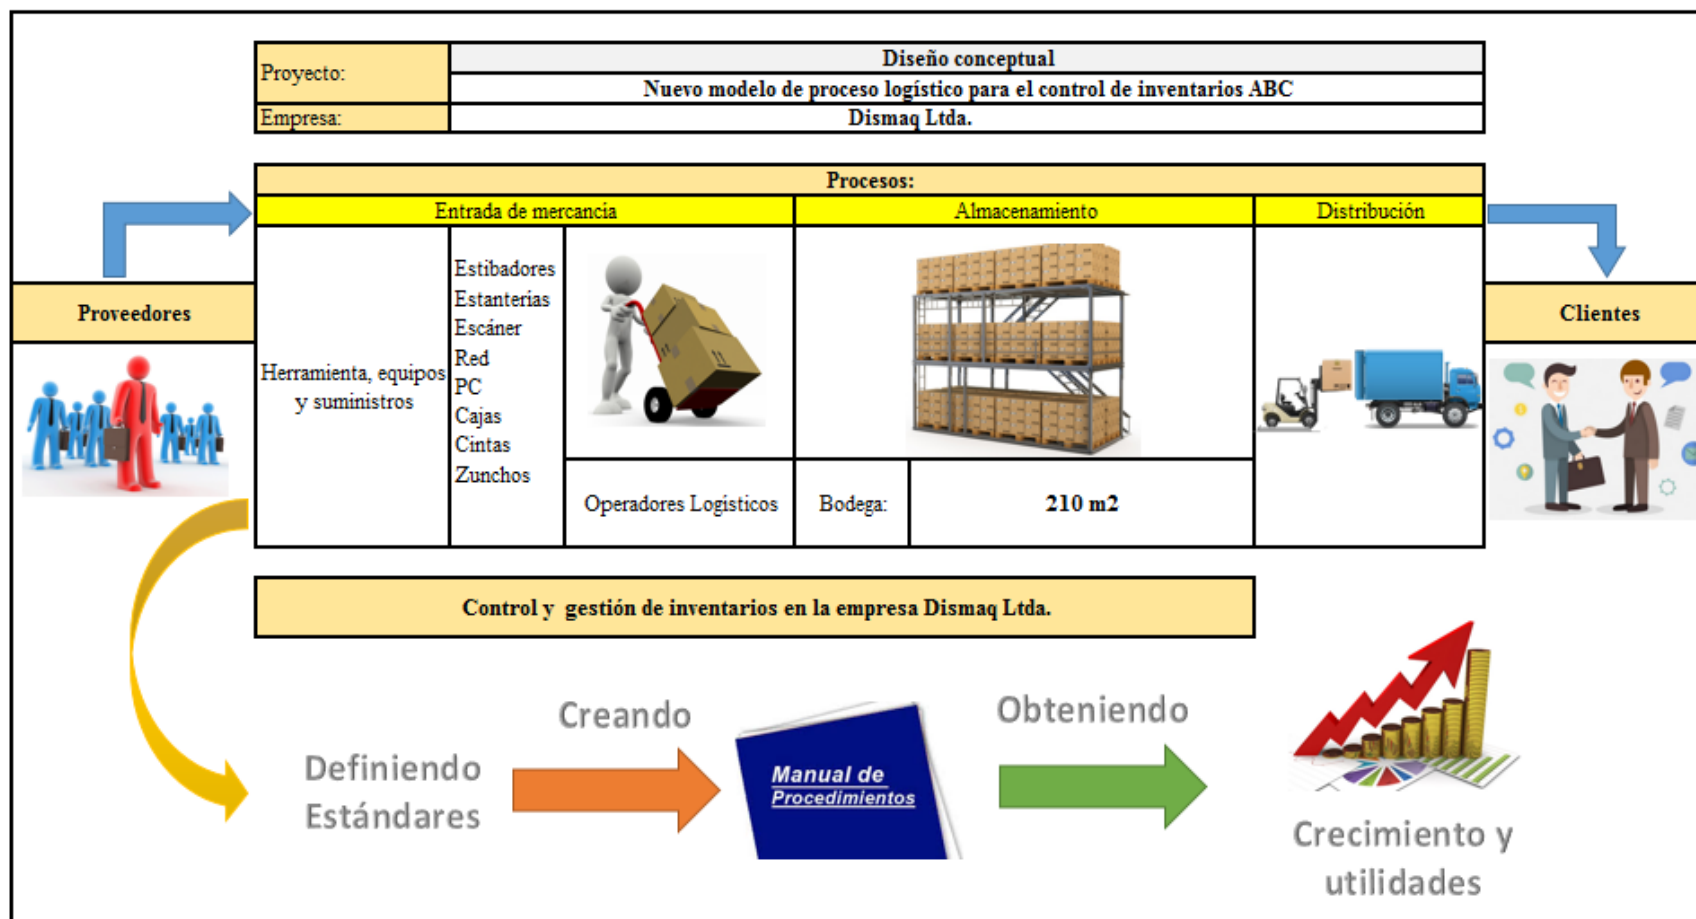 Proyecto:
Diseño conceptual
Nuevo modelo de proceso logístico para el control de inventarios ABC
Empresa:
Dismaq Ltda.
Procesos:
Entrada de mercancía
Almacenamiento
Distribución
Proveedores
Herramienta, equipos
y suministros
Estibadores
Estanterías
Escáner
Red
PC
Cajas
Cintas
Zunchos
Operadores Logísticos
Bodega:
210 m2
Clientes
Control y gestión de inventarios en la empresa Dismaq Ltda.
Definiendo
Estándares
Creando
Manual de
Procedimientos
Obteniendo
Crecimiento y
utilidades